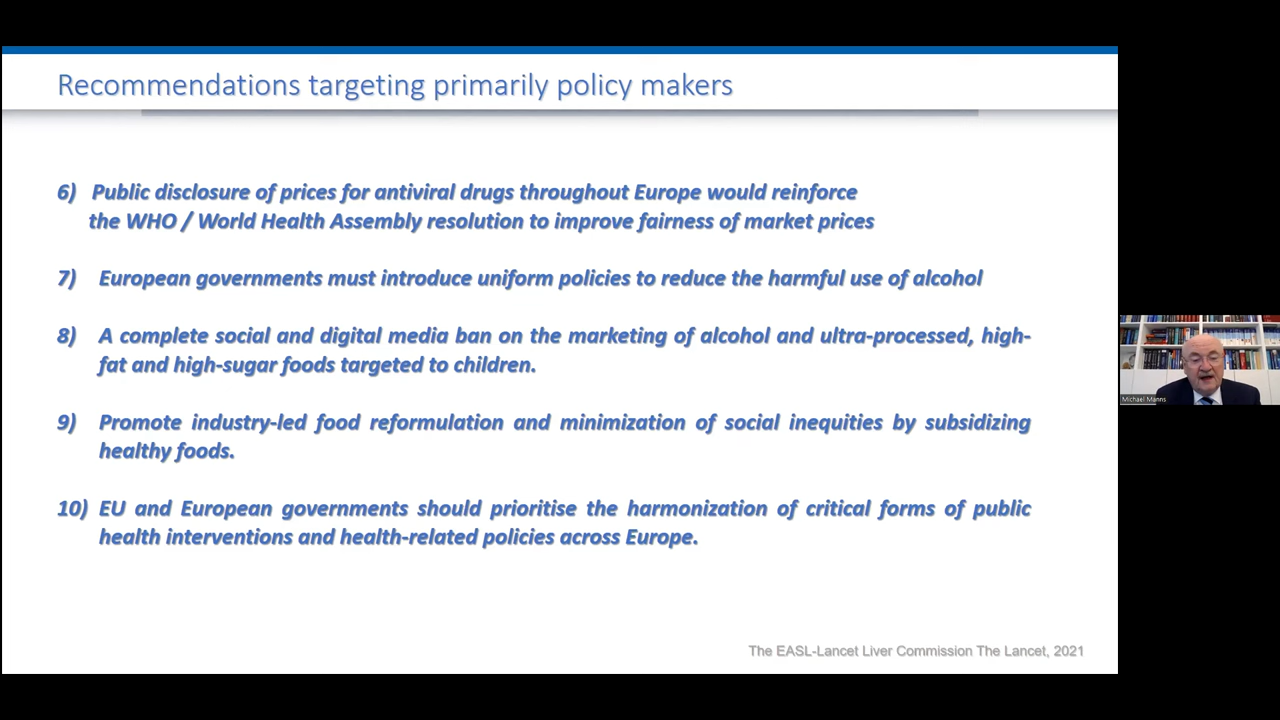 Recommendations targeting primarily policy makers
6) Public disclosure of prices for antiviral drugs throughout Europe would reinforce
the WHO / World Health Assembly resolution to improve fairness of market prices
7) European governments must introduce uniform policies to reduce the harmful use of alcohol
8) A complete social and digital media ban on the marketing of alcohol and ultra-processed, high-
fat and high-sugar foods targeted to children.
9) Promote industry-led food reformulation and minimization of social inequities by subsidizing
healthy foods.
10) EU and European governments should prioritise the harmonization of critical forms of public
health interventions and health-related policies across Europe.
The EASL-Lancet Liver Commission The Lancet, 2021
Michael Manns